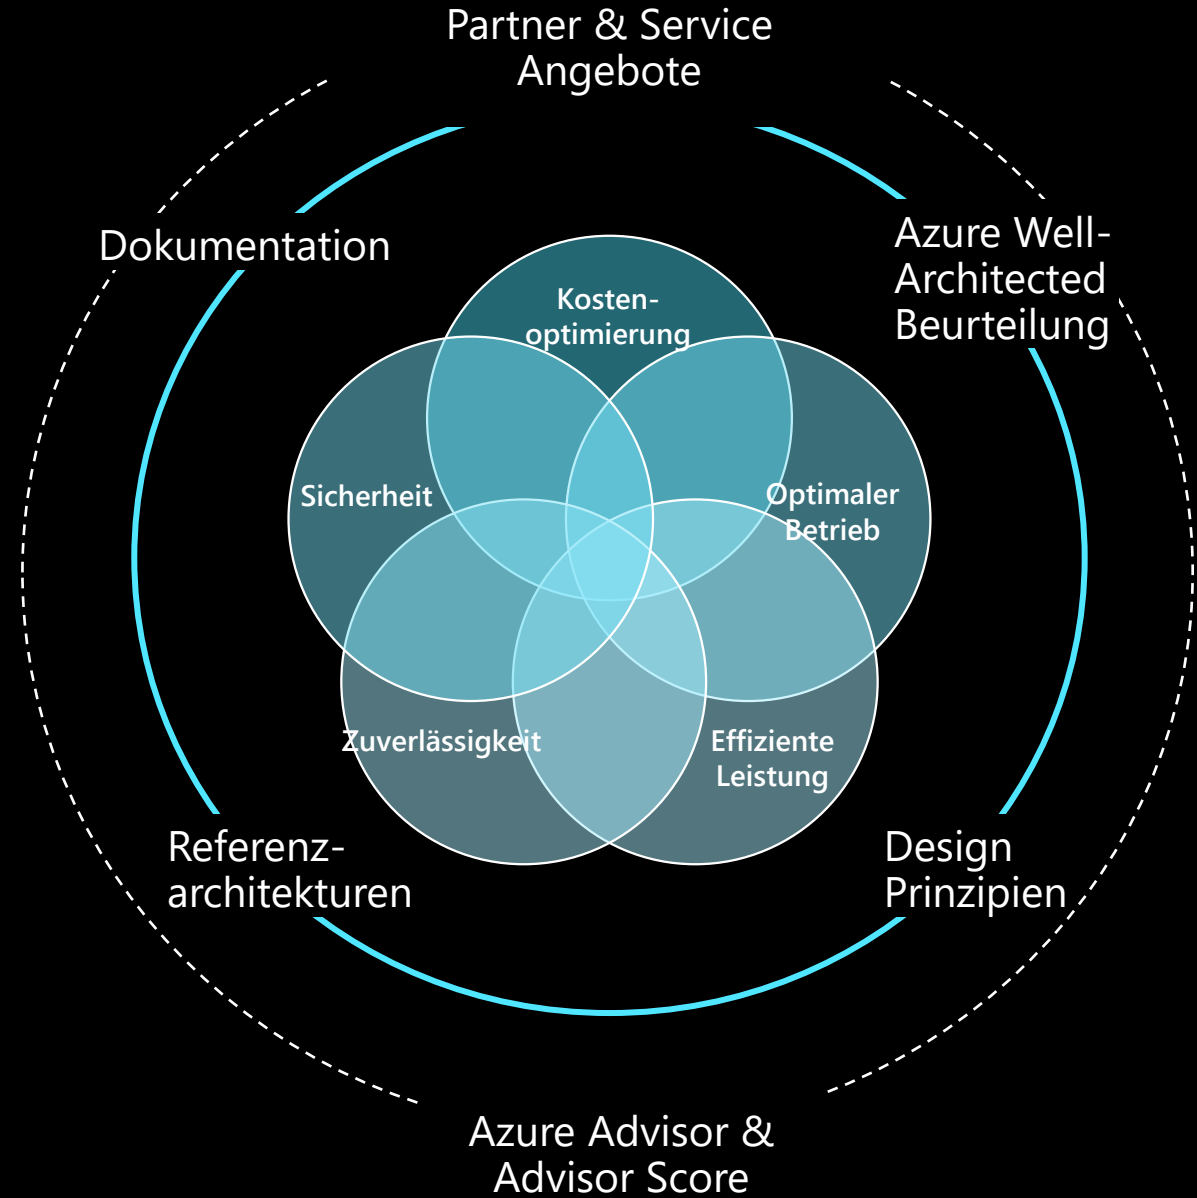 Partner & Service
Angebote
Dokumentation
Azure Well-
Architected
Beurteilung
Kosten-
optimierung
Sicherheit
Optimaler
Betrieb
Zuverlässigkeit
Effiziente
Leistung
Referenz-
architekturen
Design
Prinzipien
Azure Advisor &
Advisor Score